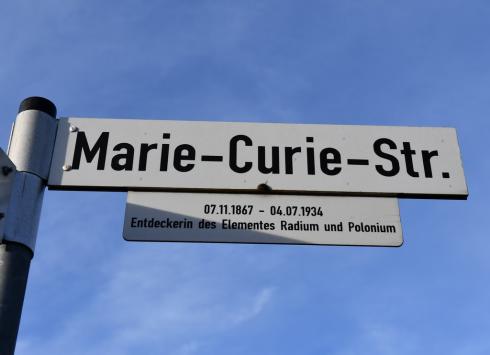 Marie-Curie-Str.
07.11.1867 - 04.07.1934
Entdeckerin des Elementes Radium und Polonium